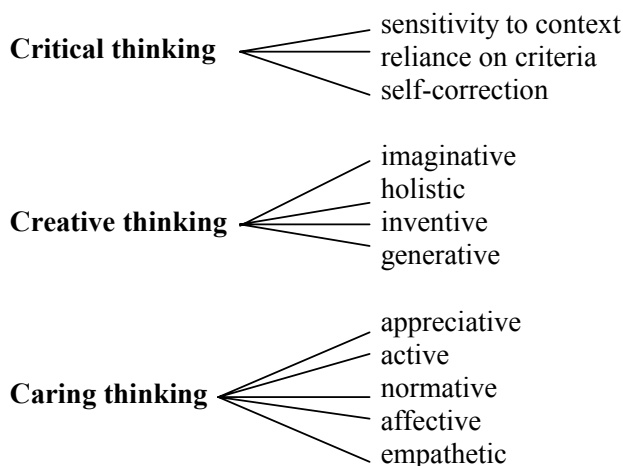 Critical thinking
sensitivity to context
reliance on criteria
self-correction
Creative thinking
imaginative
holistic
inventive
generative
Caring thinking
appreciative
active
normative
affective
empathetic